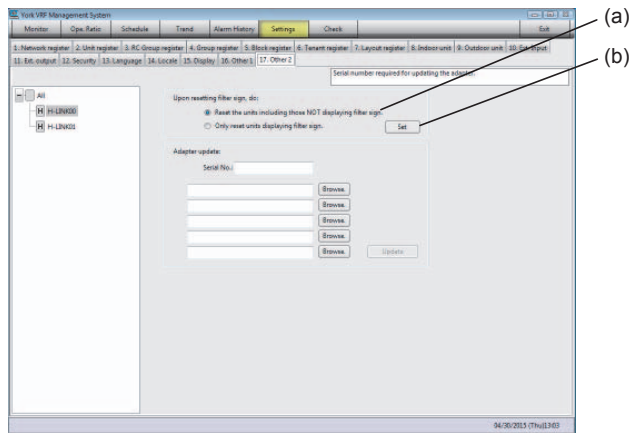 York VRF Management System
Monitor Ope. Ratio Schedule Trend Alarm History Settings Check Exit
1. Network register 2. Unit register 3. RC Group register 4. Group register 5. Block register 6. Tenant register 7. Layout register 8. Indoor unit 9. Outdoor unit 10. Ext. input
11. Ext. output 12. Security 13. Language 14. Locale 15. Display 16. Other 1 17. Other 2
Serial number required for updating the adapter.
All
H H-LINK00
H H-LINK01
Upon resetting filter sign, do:
Reset the units including those NOT displaying filter sign.
Only reset units displaying filter sign.
Set
Adapter update:
Serial No.:
Browse.
Browse.
Browse.
Browse.
Browse.
Update
04/30/2015 (Thu)13:03
(a)
(b)